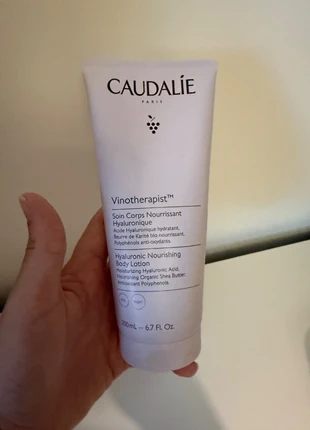 CAUDALÍE
PARIS
Vinotherapist™
Soin Corps Nourrissant
Hyaluronique
Acide Hyaluronique hydratant,
Beurre de Karité bio nourrissant,
Polyphénols anti-oxydants.
Hyaluronic Nourishing
Body Lotion
Moisturizing Hyaluronic Acid,
Nourishing Organic Shea Butter,
Antioxidant Polyphenols.
200mL – 6.7 Fl. Oz.